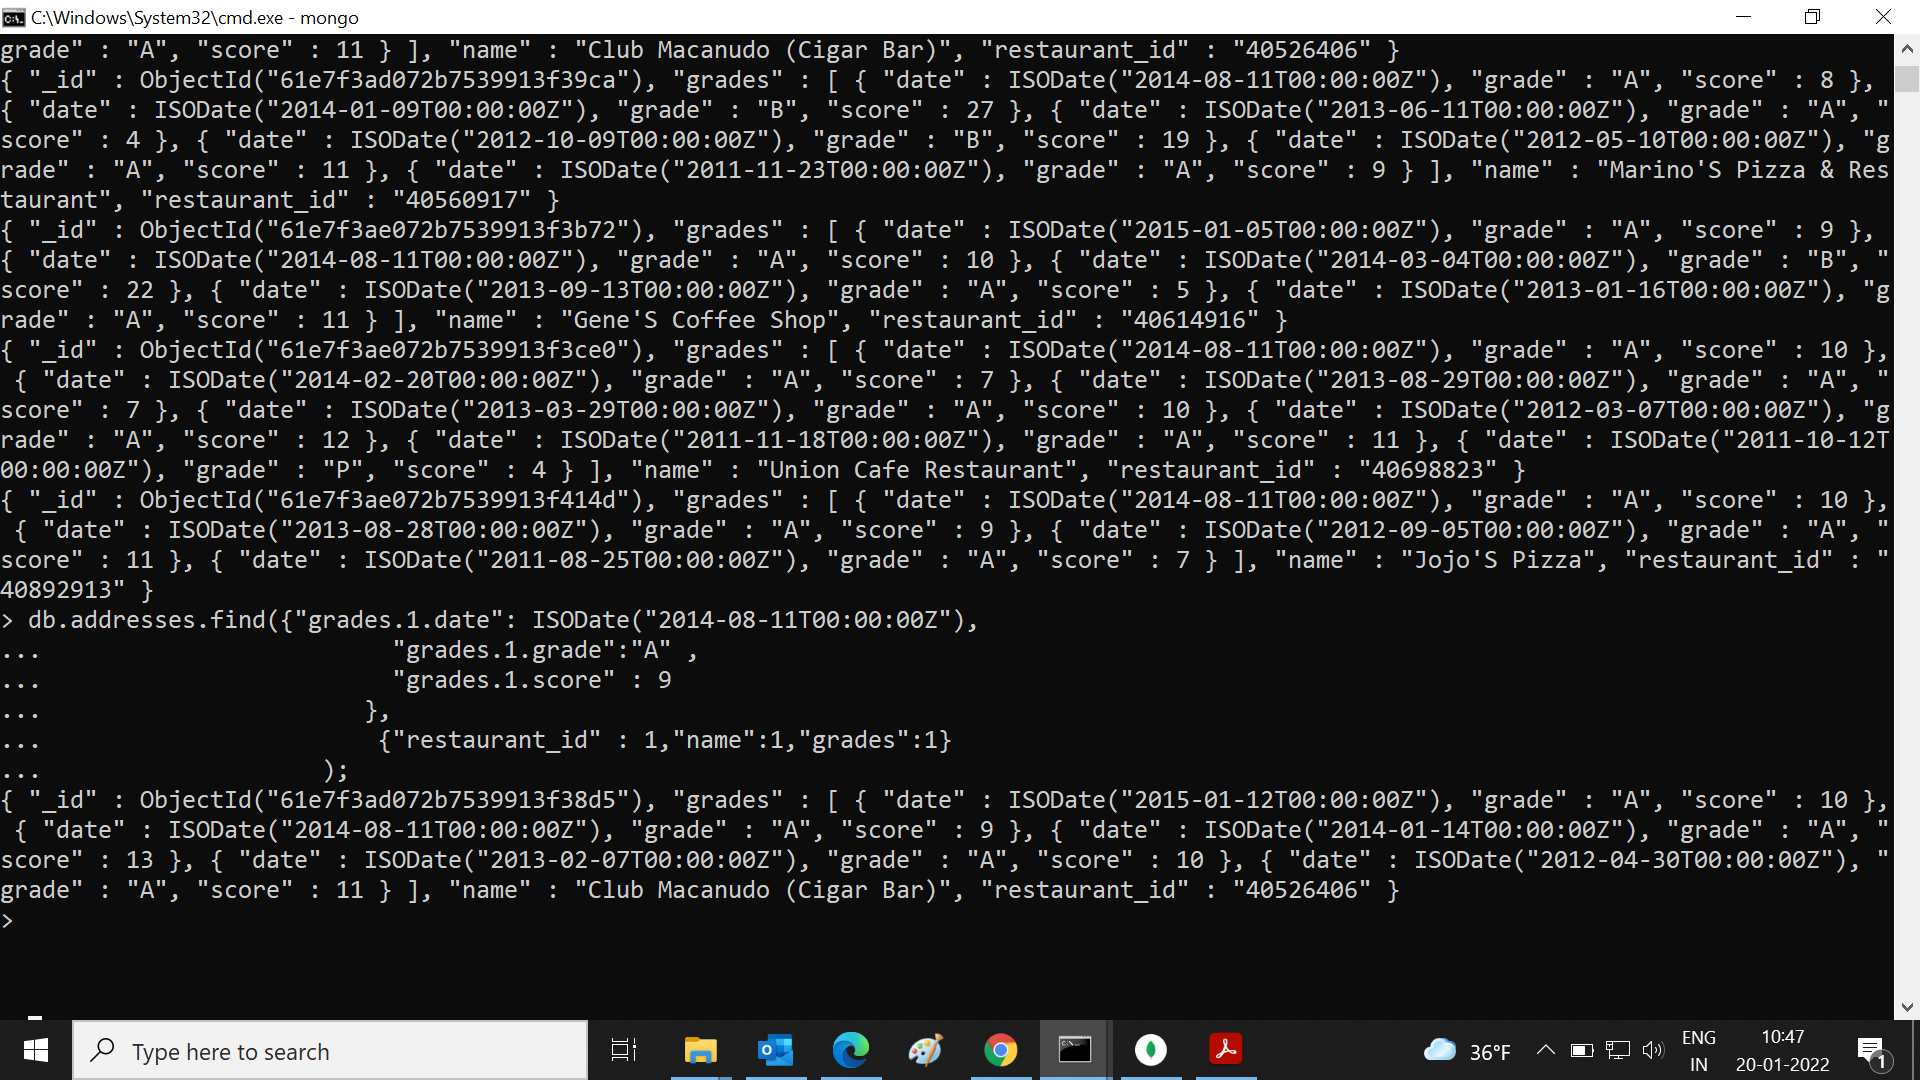 C:\Windows\System32\cmd.exe - mongo
grade" : "A", "score" : 11 } ], "name" : "Club Macanudo (Cigar Bar)", "restaurant_id" : "40526406" }
{ "_id" : ObjectId("61e7f3ad072b7539913f39ca"), "grades" : [ { "date" : ISODate("2014-08-11T00:00:00Z"), "grade" : "A", "score" : 8 },
{ "date" : ISODate("2014-01-09T00:00:00Z"), "grade" : "B", "score" : 27 }, { "date" : ISODate("2013-06-11T00:00:00Z"), "grade" : "A", "
score" : 4 }, { "date" : ISODate("2012-10-09T00:00:00Z"), "grade" : "B", "score" : 19 }, { "date" : ISODate("2012-05-10T00:00:00Z"), "g
rade" : "A", "score" : 11 }, { "date" : ISODate("2011-11-23T00:00:00Z"), "grade" : "A", "score" : 9 } ], "name" : "Marino'S Pizza & Res
taurant", "restaurant_id" : "40560917" }
{ "_id" : ObjectId("61e7f3ae072b7539913f3b72"), "grades" : [ { "date" : ISODate("2015-01-05T00:00:00Z"), "grade" : "A", "score" : 9 },
{ "date" : ISODate("2014-08-11T00:00:00Z"), "grade" : "A", "score" : 10 }, { "date" : ISODate("2014-03-04T00:00:00Z"), "grade" : "B", "
score" : 22 }, { "date" : ISODate("2013-09-13T00:00:00Z"), "grade" : "A", "score" : 5 }, { "date" : ISODate("2013-01-16T00:00:00Z"), "g
rade" : "A", "score" : 11 } ], "name" : "Gene'S Coffee Shop", "restaurant_id" : "40614916" }
{ "_id" : ObjectId("61e7f3ae072b7539913f3ce0"), "grades" : [ { "date" : ISODate("2014-08-11T00:00:00Z"), "grade" : "A", "score" : 10 },
 { "date" : ISODate("2014-02-20T00:00:00Z"), "grade" : "A", "score" : 7 }, { "date" : ISODate("2013-08-29T00:00:00Z"), "grade" : "A", "
score" : 7 }, { "date" : ISODate("2013-03-29T00:00:00Z"), "grade" : "A", "score" : 10 }, { "date" : ISODate("2012-03-07T00:00:00Z"), "g
rade" : "A", "score" : 12 }, { "date" : ISODate("2011-11-18T00:00:00Z"), "grade" : "A", "score" : 11 }, { "date" : ISODate("2011-10-12T
00:00:00Z"), "grade" : "P", "score" : 4 } ], "name" : "Union Cafe Restaurant", "restaurant_id" : "40698823" }
{ "_id" : ObjectId("61e7f3ae072b7539913f414d"), "grades" : [ { "date" : ISODate("2014-08-11T00:00:00Z"), "grade" : "A", "score" : 10 },
 { "date" : ISODate("2013-08-28T00:00:00Z"), "grade" : "A", "score" : 9 }, { "date" : ISODate("2012-09-05T00:00:00Z"), "grade" : "A", "
score" : 11 }, { "date" : ISODate("2011-08-25T00:00:00Z"), "grade" : "A", "score" : 7 } ], "name" : "Jojo'S Pizza", "restaurant_id" : "
40892913" }
> db.addresses.find({"grades.1.date": ISODate("2014-08-11T00:00:00Z"),
... "grades.1.grade":"A" ,
... "grades.1.score" : 9
... },
... {"restaurant_id" : 1,"name":1,"grades":1}
... );
{ "_id" : ObjectId("61e7f3ad072b7539913f38d5"), "grades" : [ { "date" : ISODate("2015-01-12T00:00:00Z"), "grade" : "A", "score" : 10 },
 { "date" : ISODate("2014-08-11T00:00:00Z"), "grade" : "A", "score" : 9 }, { "date" : ISODate("2014-01-14T00:00:00Z"), "grade" : "A", "
score" : 13 }, { "date" : ISODate("2013-02-07T00:00:00Z"), "grade" : "A", "score" : 10 }, { "date" : ISODate("2012-04-30T00:00:00Z"), "
grade" : "A", "score" : 11 } ], "name" : "Club Macanudo (Cigar Bar)", "restaurant_id" : "40526406" }
>
Type here to search
36°F
ENG
IN
10:47
20-01-2022
1